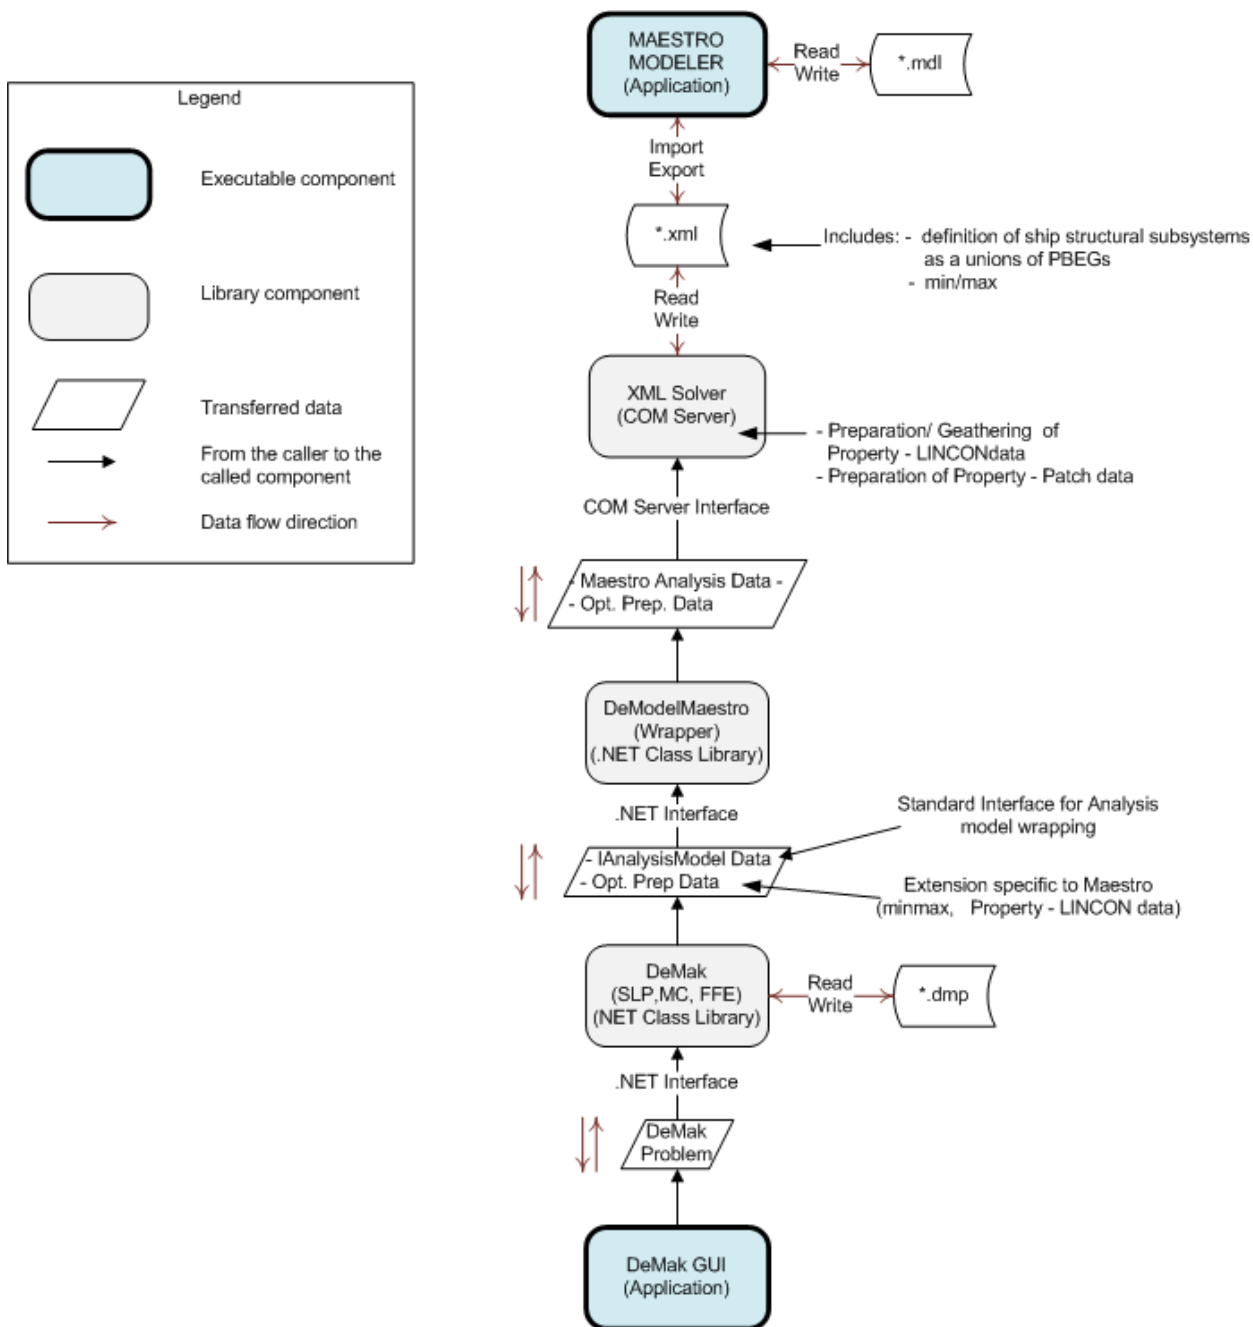 MAESTRO
MODELER
(Application)
Read
Write
*.mdl
Legend
Executable component
Library component
Transferred data
From the caller to the
called component
Data flow direction
Import
Export
*.xml
Includes: - definition of ship structural subsystems
as a unions of PBEGs
- min/max
Read
Write
XML Solver
(COM Server)
- Preparation/ Geathering of
Property - LINCONdata
- Preparation of Property - Patch data
COM Server Interface
- Maestro Analysis Data -
- Opt. Prep. Data
DeModelMaestro
(Wrapper)
(.NET Class Library)
.NET Interface
Standard Interface for Analysis
model wrapping
- IAnalysisModel Data
- Opt. Prep Data
Extension specific to Maestro
(minmax, Property - LINCON data)
DeMak
(SLP,MC, FFE)
(NET Class Library)
Read
Write
*.dmp
.NET Interface
DeMak
Problem
DeMak GUI
(Application)